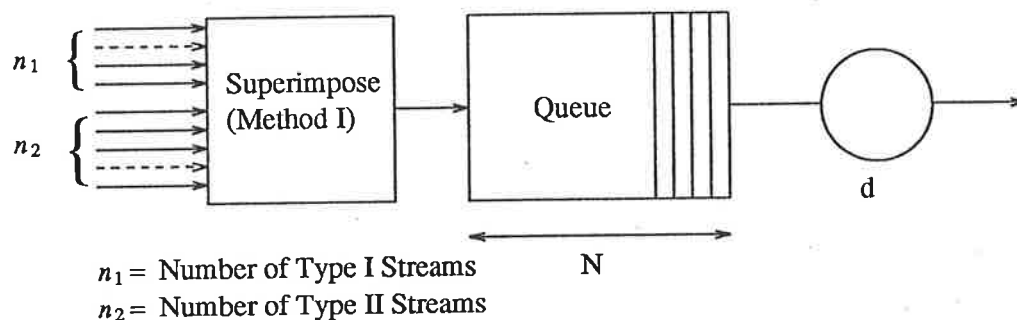 n1
n2
Superimpose
(Method I)
Queue
d
N
n1 = Number of Type I Streams
n2 = Number of Type II Streams